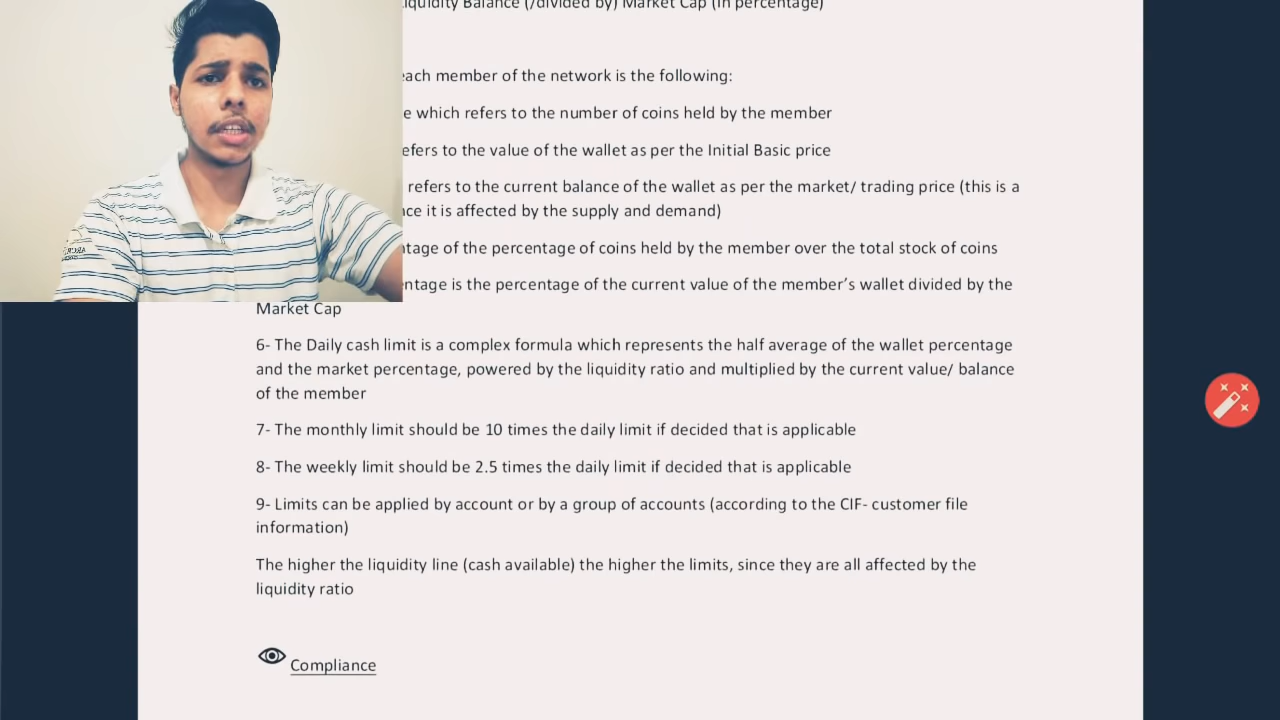 Liquidity Balance (/divided by) Market Cap (in percentage)
each member of the network is the following:
which refers to the number of coins held by the member
refers to the value of the wallet as per the Initial Basic price
refers to the current balance of the wallet as per the market/ trading price (this is a
it is affected by the supply and demand)
of the percentage of coins held by the member over the total stock of coins
is the percentage of the current value of the member’s wallet divided by the
Market Cap
6- The Daily cash limit is a complex formula which represents the half average of the wallet percentage
and the market percentage, powered by the liquidity ratio and multiplied by the current value/ balance
of the member
7- The monthly limit should be 10 times the daily limit if decided that is applicable
8- The weekly limit should be 2.5 times the daily limit if decided that is applicable
9- Limits can be applied by account or by a group of accounts (according to the CIF- customer file
information)
The higher the liquidity line (cash available) the higher the limits, since they are all affected by the
liquidity ratio
Compliance